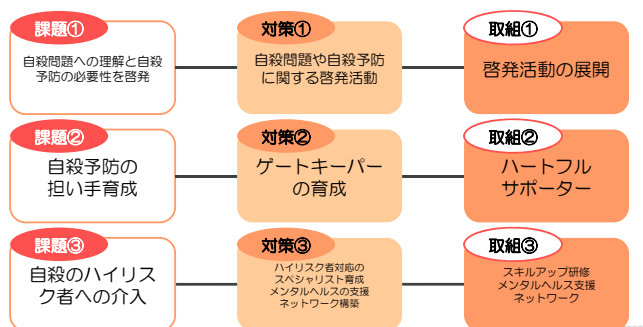 課題①
自殺問題への理解と自殺
予防の必要性を啓発
対策①
自殺問題や自殺予防
に関する啓発活動
取組①
啓発活動の展開
課題②
自殺予防の
担い手育成
対策②
ゲートキーパー
の育成
取組②
ハートフル
サポーター
課題③
自殺のハイリス
ク者への介入
対策③
ハイリスク者対応の
スペシャリスト育成
メンタルヘルスの支援
ネットワーク構築
取組③
スキルアップ研修
メンタルヘルス支援
ネットワーク